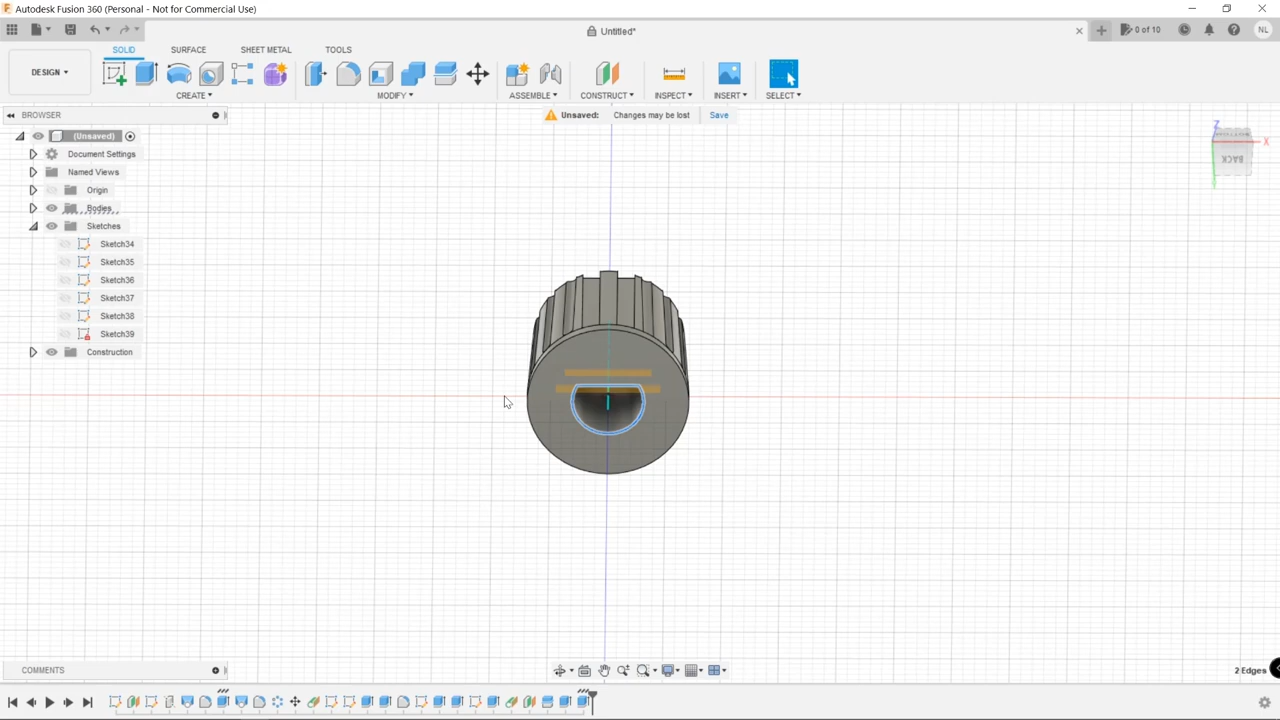 Autodesk Fusion 360 (Personal - Not for Commercial Use)
Untitled*
0 of 10
NL
DESIGN
SOLID SURFACE SHEET METAL TOOLS
CREATE MODIFY ASSEMBLE CONSTRUCT INSPECT INSERT SELECT
BROWSER
Unsaved: Changes may be lost Save
(Unsaved)
Document Settings
Named Views
Origin
Bodies
Sketches
Sketch34
Sketch35
Sketch36
Sketch37
Sketch38
Sketch39
Construction
Z
X
BACK
COMMENTS
2 Edges